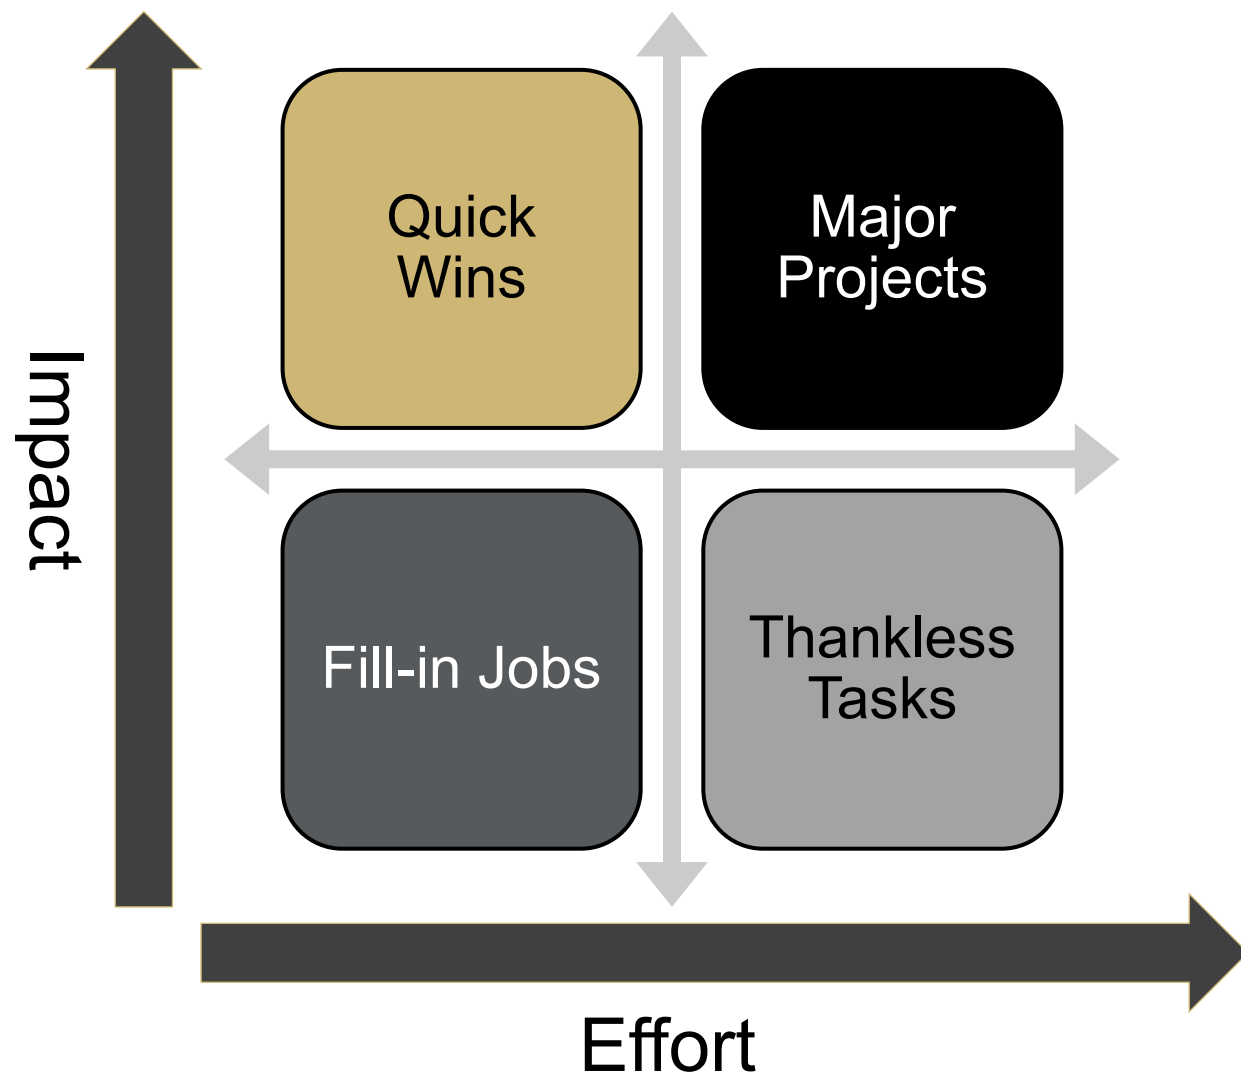 Quick
Wins
Major
Projects
Impact
Fill-in Jobs
Thankless
Tasks
Effort